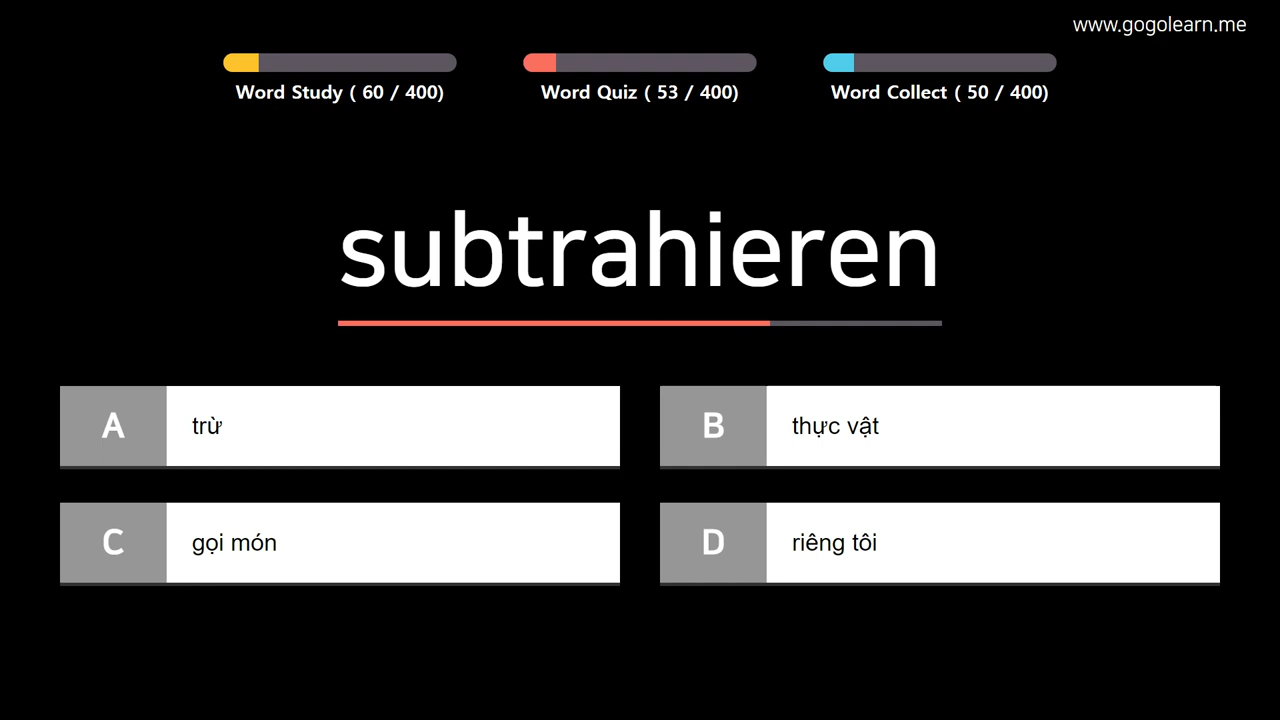 www.gogolearn.me
Word Study ( 60 / 400)
Word Quiz ( 53 / 400)
Word Collect ( 50 / 400)
subtrahieren
A trừ
B thực vật
C gọi món
D riêng tôi